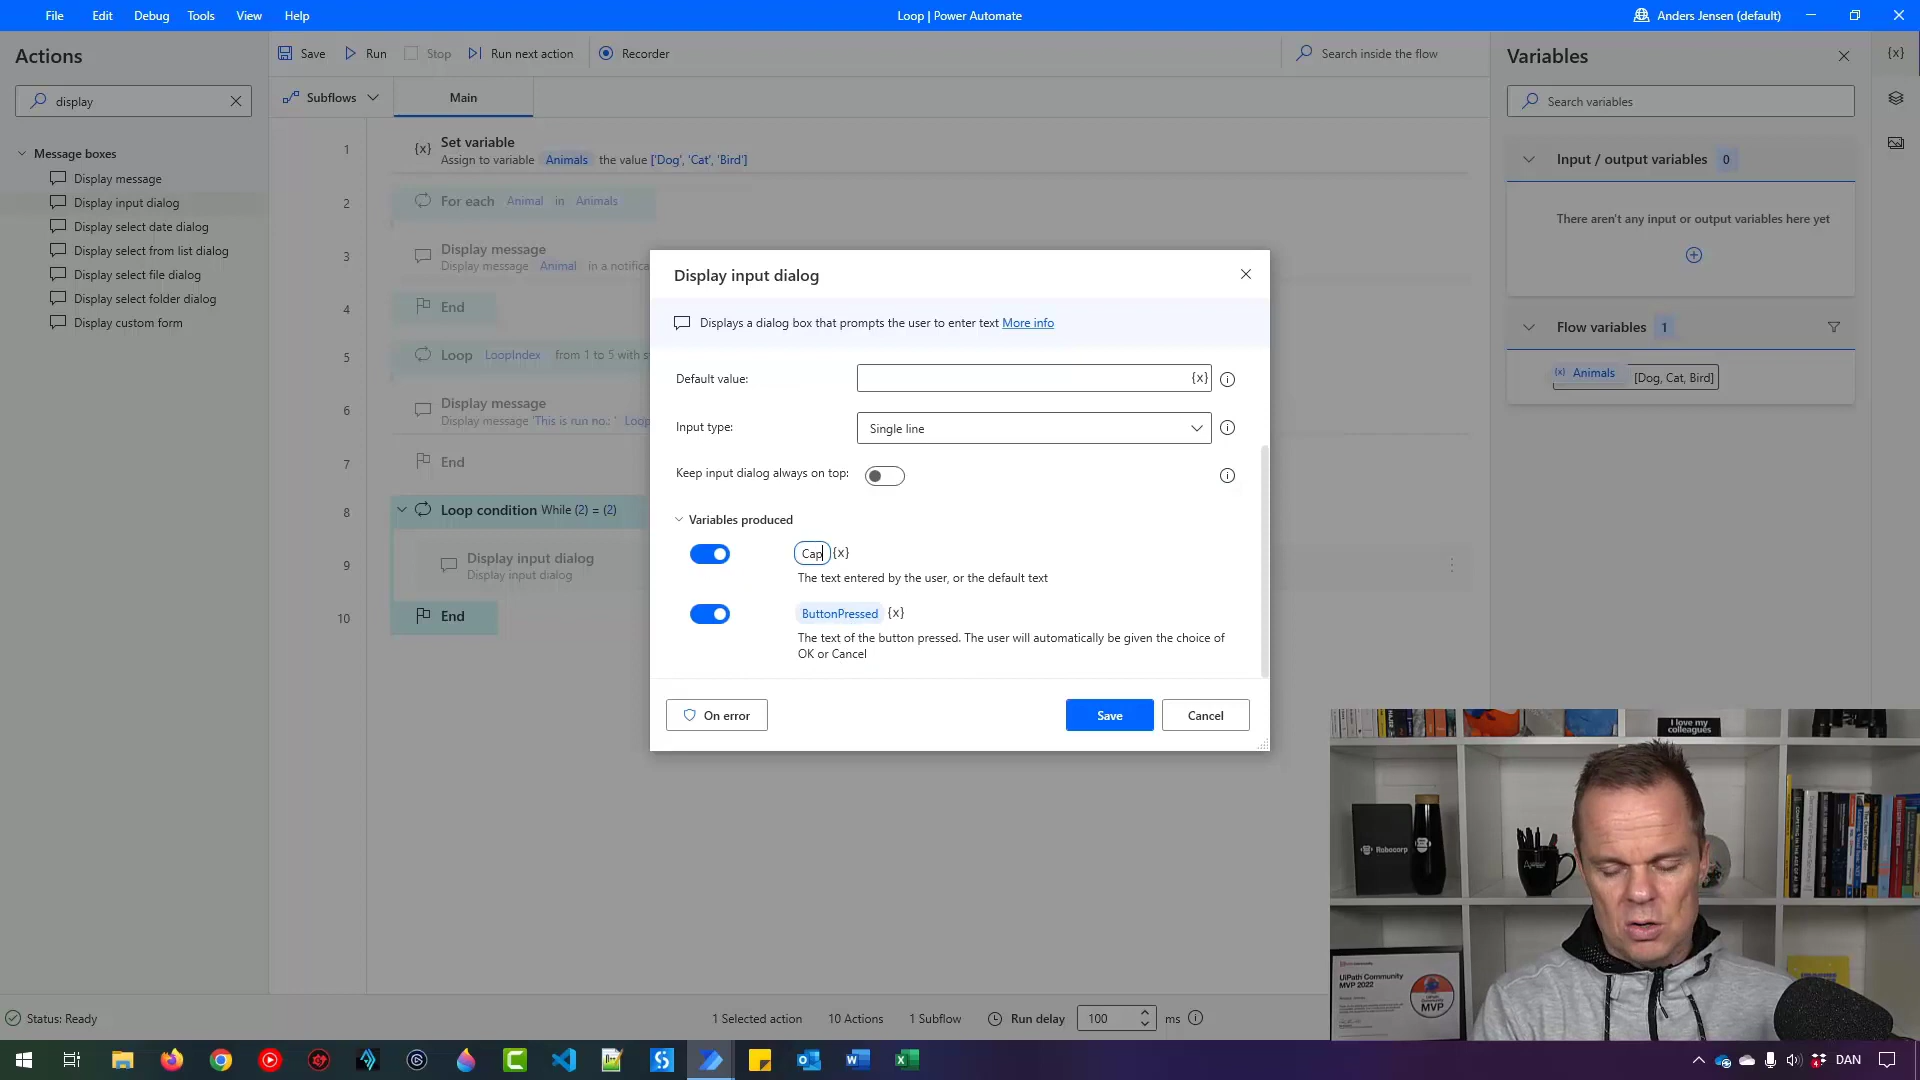 File Edit Debug Tools View Help
Loop | Power Automate
Anders Jensen (default)
Actions
display
Message boxes
Display message
Display input dialog
Display select date dialog
Display select from list dialog
Display select file dialog
Display select folder dialog
Display custom form
Save Run Stop Run next action Recorder
Search inside the flow
Subflows Main
1 {x} Set variable
Assign to variable Animals the value ['Dog', 'Cat', 'Bird']
2 For each Animal in Animals
3 Display message
Display message Animal in a notifica
4 End
5 Loop LoopIndex from 1 to 5 with s
6 Display message
Display message 'This is run no.: ' Loop
7 End
8 Loop condition While (2) = (2)
9 Display input dialog
Display input dialog
10 End
Display input dialog
Displays a dialog box that prompts the user to enter text More info
Default value: {x}
Input type: Single line
Keep input dialog always on top:
Variables produced
Cap {x}
The text entered by the user, or the default text
ButtonPressed {x}
The text of the button pressed. The user will automatically be given the choice of
OK or Cancel
On error Save Cancel
Variables
{x}
Search variables
Input / output variables 0
There aren't any input or output variables here yet
Flow variables 1
(x) Animals [Dog, Cat, Bird]
I love my
colleagues
Robocorp
UiPath Community
MVP 2022
MVP
Status: Ready
1 Selected action 10 Actions 1 Subflow Run delay 100 ms
DAN